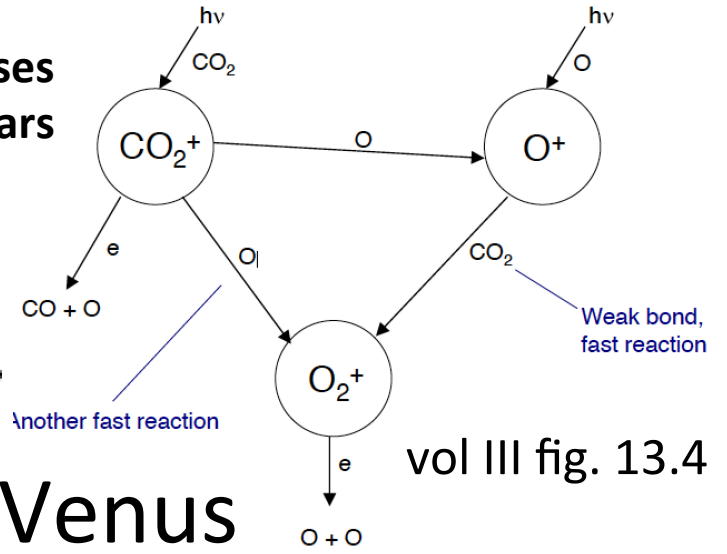 hν
hν
ses
CO₂
O
ars
CO₂⁺
O
O⁺
e
O
CO₂
CO + O
Weak bond,
fast reaction
O₂⁺
Another fast reaction
vol III fig. 13.4
e
Venus
O + O